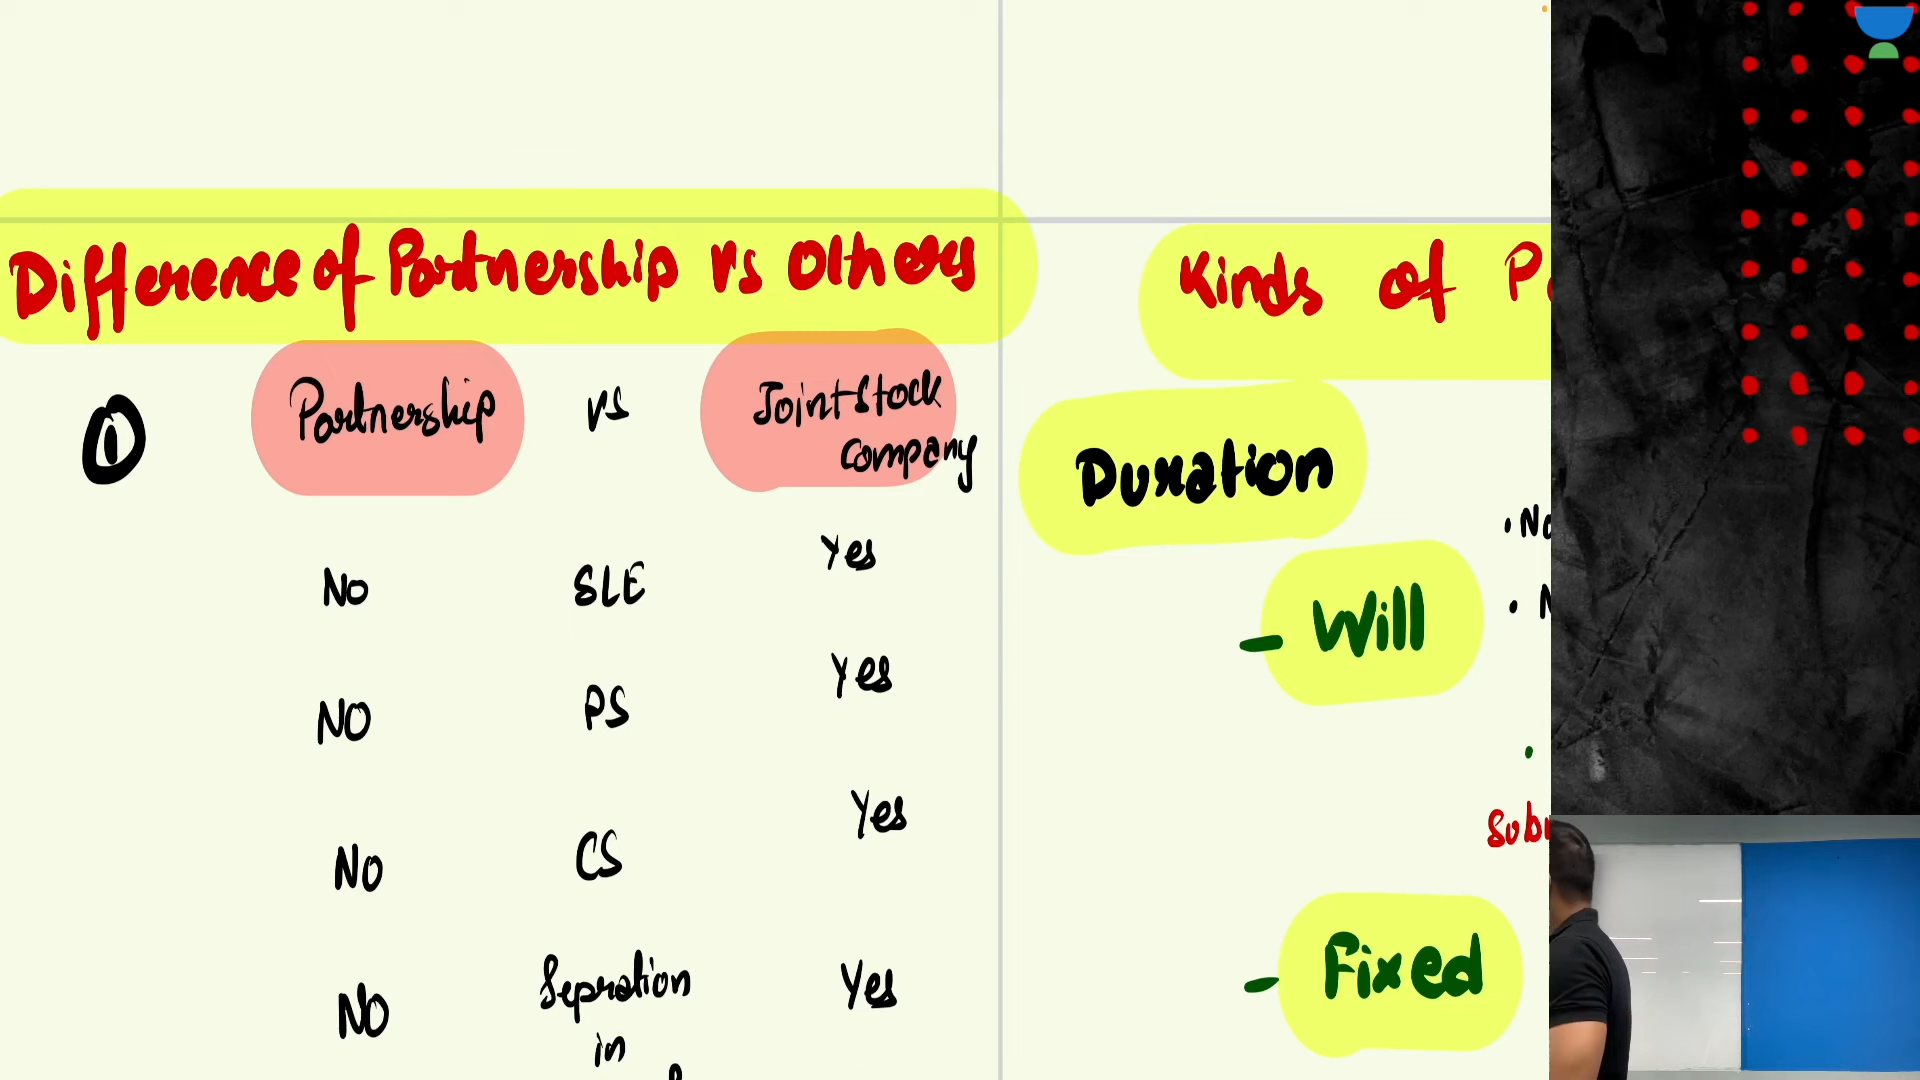 Difference of Partnership vs Others
① Partnership vs Joint Stock
Company
No SLE Yes
NO PS Yes
No CS Yes
NO Sepration Yes
in
Kinds of P
Duration
- Will
- Fixed